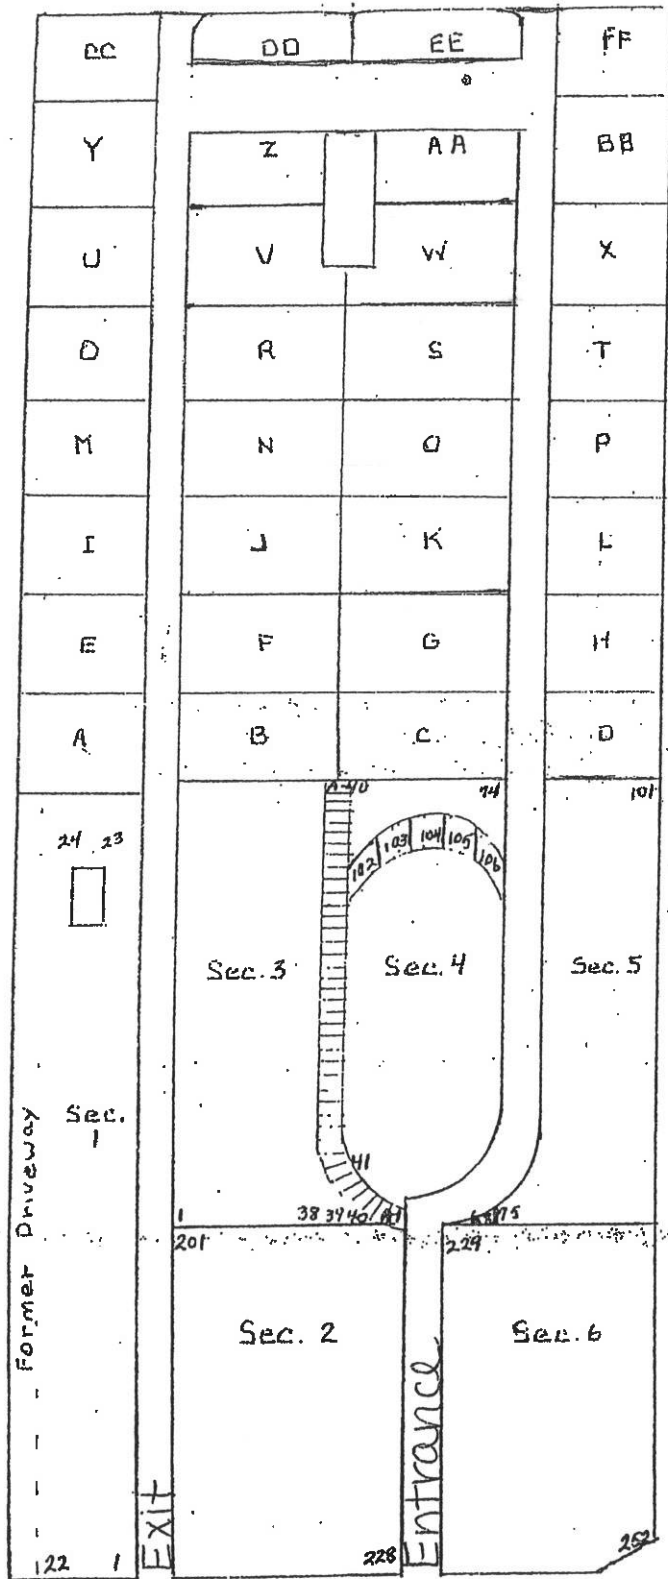 CC DD EE FF
Y Z AA BB
U V W X
Q R S T
M N O P
I J K L
E F G H
A B C D
A-40 74 101
24 23
102 103 104 105 106
Sec. 3 Sec. 4 Sec. 5
Sec.
1
Former Driveway
41
1 38 39 40 75
201 229
Sec. 2 Sec. 6
Exit
Entrance
122 1 228 252